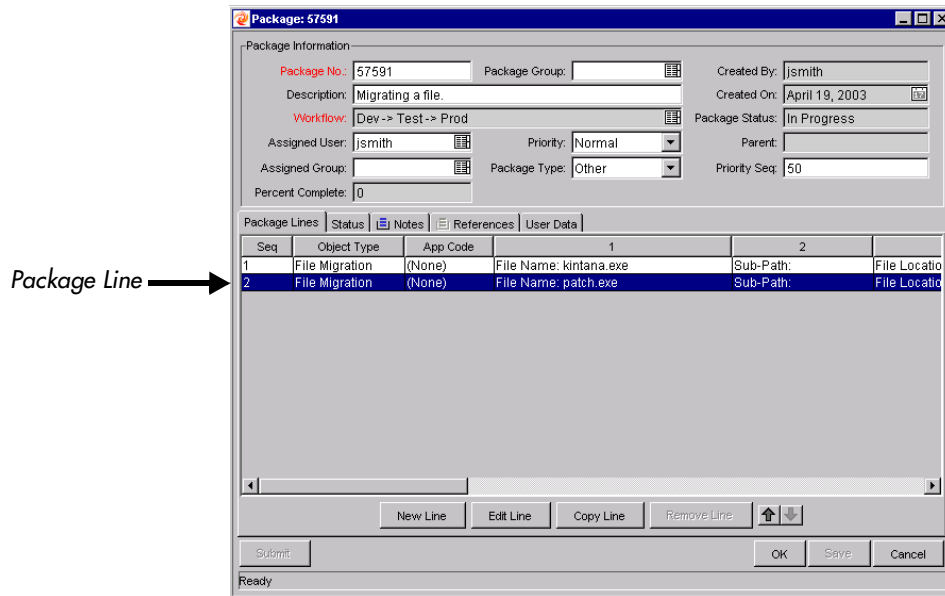 Package: 57591
Package Information
Package No.: 57591 Package Group: Created By: jsmith
Description: Migrating a file. Created On: April 19, 2003
Workflow: Dev -> Test -> Prod Package Status: In Progress
Assigned User: jsmith Priority: Normal Parent:
Assigned Group: Package Type: Other Priority Seq: 50
Percent Complete: 0
Package Lines Status Notes References User Data
Seq Object Type App Code 1 2
1 File Migration (None) File Name: kintana.exe Sub-Path: File Locatio
Package Line 2 File Migration (None) File Name: patch.exe Sub-Path: File Locatio
New Line Edit Line Copy Line Remove Line
Submit OK Save Cancel
Ready